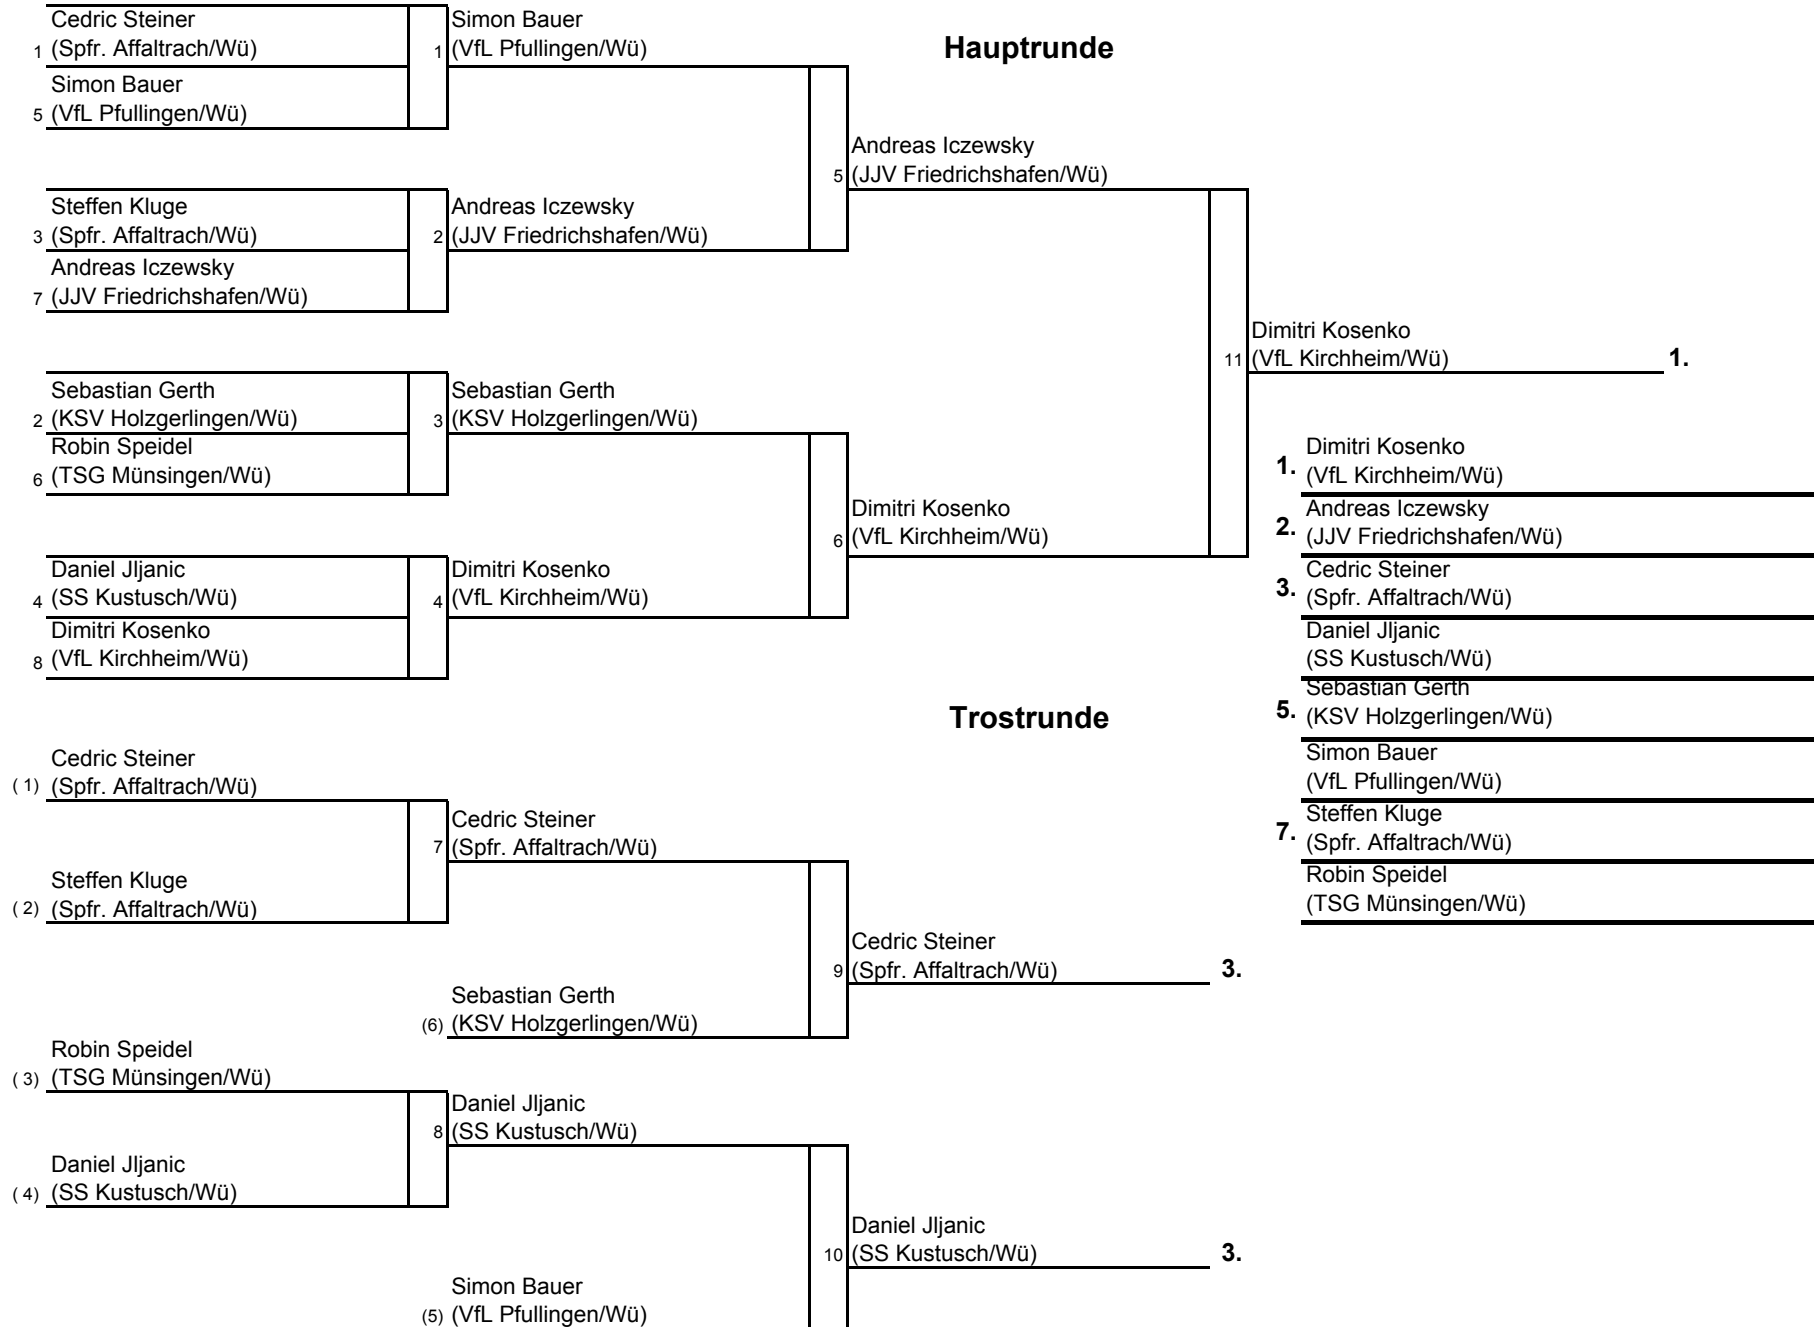 Hauptrunde
Cedric Steiner
1 (Spfr. Affaltrach/Wü)
Simon Bauer
5 (VfL Pfullingen/Wü)
Steffen Kluge
3 (Spfr. Affaltrach/Wü)
Andreas Iczewsky
7 (JJV Friedrichshafen/Wü)
Sebastian Gerth
2 (KSV Holzgerlingen/Wü)
Robin Speidel
6 (TSG Münsingen/Wü)
Daniel Jljanic
4 (SS Kustusch/Wü)
Dimitri Kosenko
8 (VfL Kirchheim/Wü)
Simon Bauer
1 (VfL Pfullingen/Wü)
Andreas Iczewsky
2 (JJV Friedrichshafen/Wü)
Sebastian Gerth
3 (KSV Holzgerlingen/Wü)
Dimitri Kosenko
4 (VfL Kirchheim/Wü)
Andreas Iczewsky
5 (JJV Friedrichshafen/Wü)
Dimitri Kosenko
6 (VfL Kirchheim/Wü)
Dimitri Kosenko
11 (VfL Kirchheim/Wü) 1.
Dimitri Kosenko
1. (VfL Kirchheim/Wü)
Andreas Iczewsky
2. (JJV Friedrichshafen/Wü)
Cedric Steiner
3. (Spfr. Affaltrach/Wü)
Daniel Jljanic
(SS Kustusch/Wü)
Sebastian Gerth
5. (KSV Holzgerlingen/Wü)
Simon Bauer
(VfL Pfullingen/Wü)
Steffen Kluge
7. (Spfr. Affaltrach/Wü)
Robin Speidel
(TSG Münsingen/Wü)
Trostrunde
Cedric Steiner
( 1) (Spfr. Affaltrach/Wü)
Steffen Kluge
( 2) (Spfr. Affaltrach/Wü)
Robin Speidel
( 3) (TSG Münsingen/Wü)
Daniel Jljanic
( 4) (SS Kustusch/Wü)
Cedric Steiner
7 (Spfr. Affaltrach/Wü)
Sebastian Gerth
(6) (KSV Holzgerlingen/Wü)
Daniel Jljanic
8 (SS Kustusch/Wü)
Simon Bauer
(5) (VfL Pfullingen/Wü)
Cedric Steiner
9 (Spfr. Affaltrach/Wü) 3.
Daniel Jljanic
10 (SS Kustusch/Wü) 3.